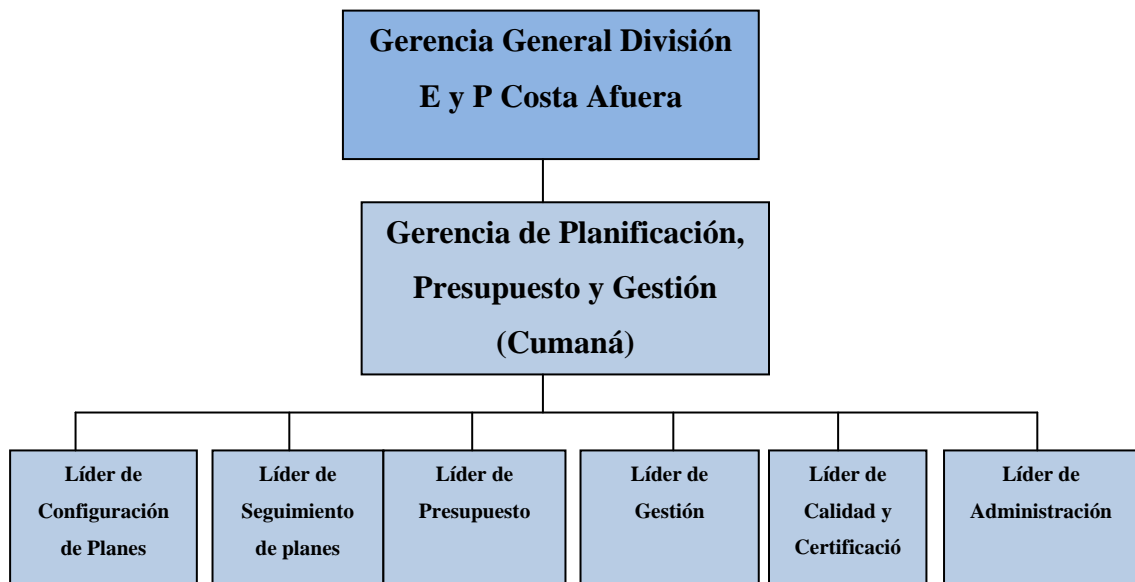 Gerencia General División
E y P Costa Afuera
Gerencia de Planificación,
Presupuesto y Gestión
(Cumaná)
Líder de
Configuración
de Planes
Líder de
Seguimiento
de planes
Líder de
Presupuesto
Líder de
Gestión
Líder de
Calidad y
Certificació
Líder de
Administración